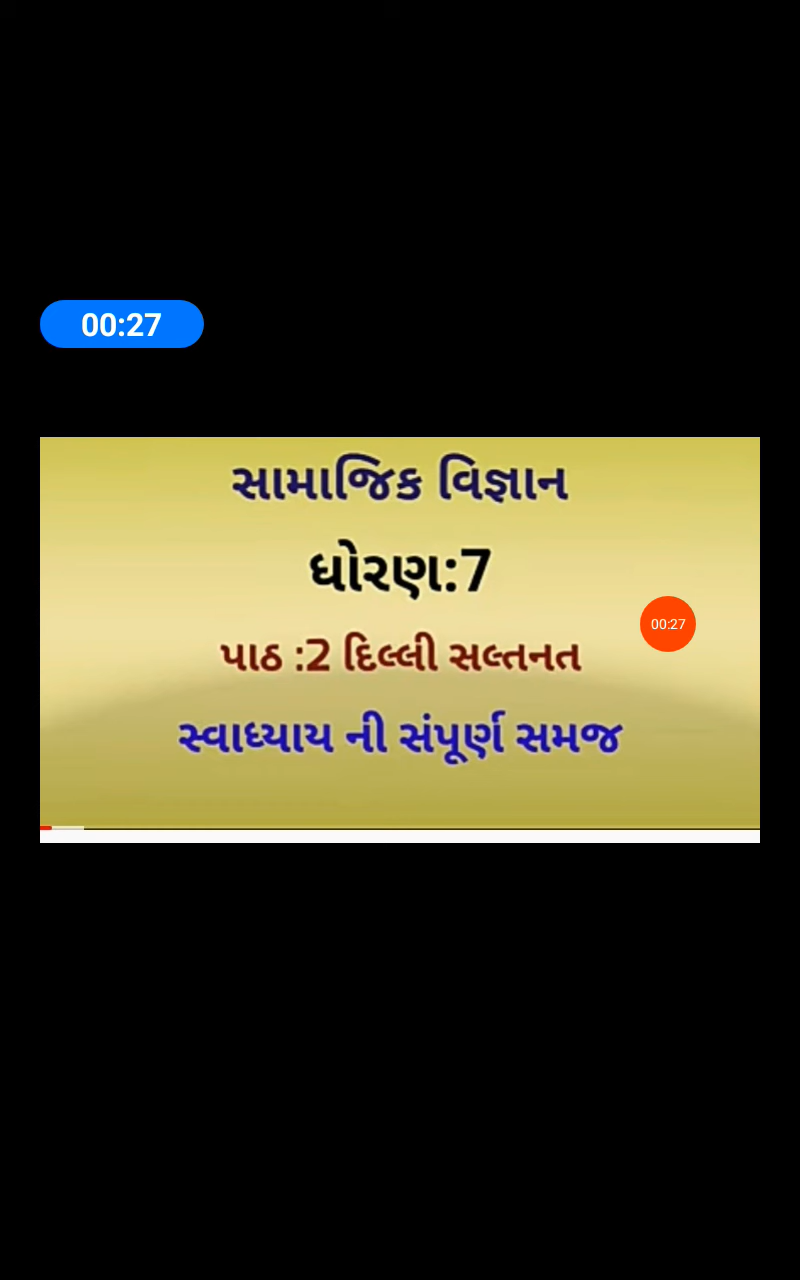 00:27
સામાજિક વિજ્ઞાન
ધોરણ:7
00:27
પાઠ :2 દિલ્લી સલ્તનત
સ્વાધ્યાય ની સંપૂર્ણ સમજ